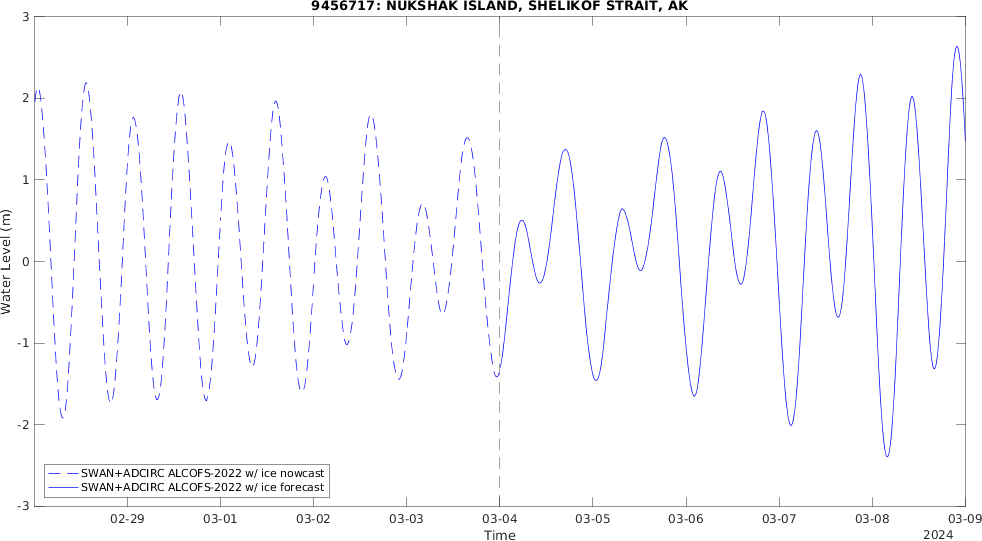 9456717: NUKSHAK ISLAND, SHELIKOF STRAIT, AK
3
2
1
0
-1
-2
-3
Water Level (m)
SWAN+ADCIRC ALCOFS-2022 w/ ice nowcast
SWAN+ADCIRC ALCOFS-2022 w/ ice forecast
02-29 03-01 03-02 03-03 03-04 03-05 03-06 03-07 03-08 03-09
Time
2024